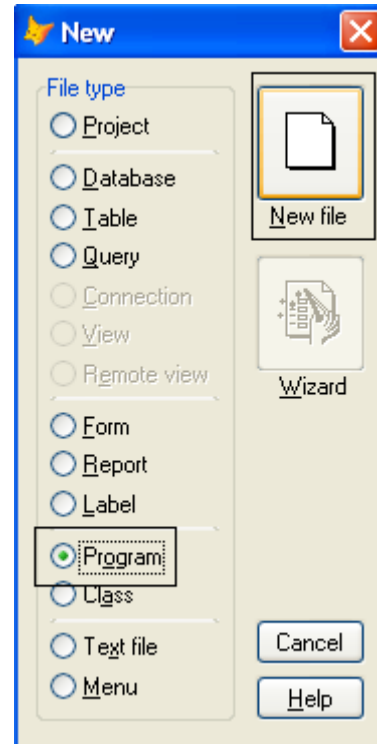 New
File type
Project
Database
Table
Query
Connection
View
Remote view
Form
Report
Label
Program
Class
Text file
Menu
New file
Wizard
Cancel
Help